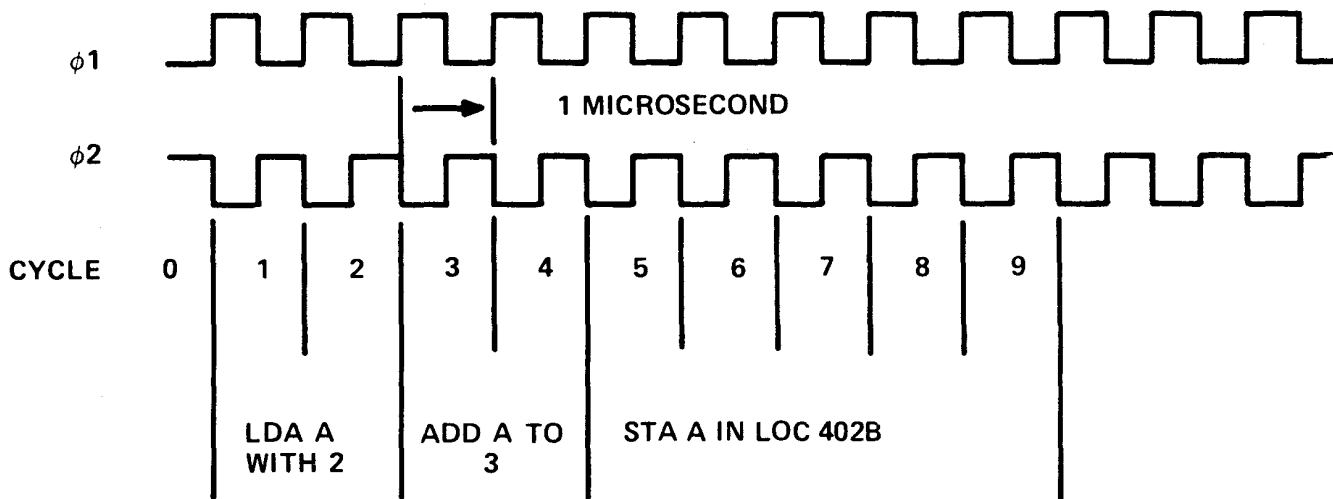 ϕ1
1 MICROSECOND
ϕ2
CYCLE 0 1 2 3 4 5 6 7 8 9
LDA A
WITH 2
ADD A TO
3
STA A IN LOC 402B